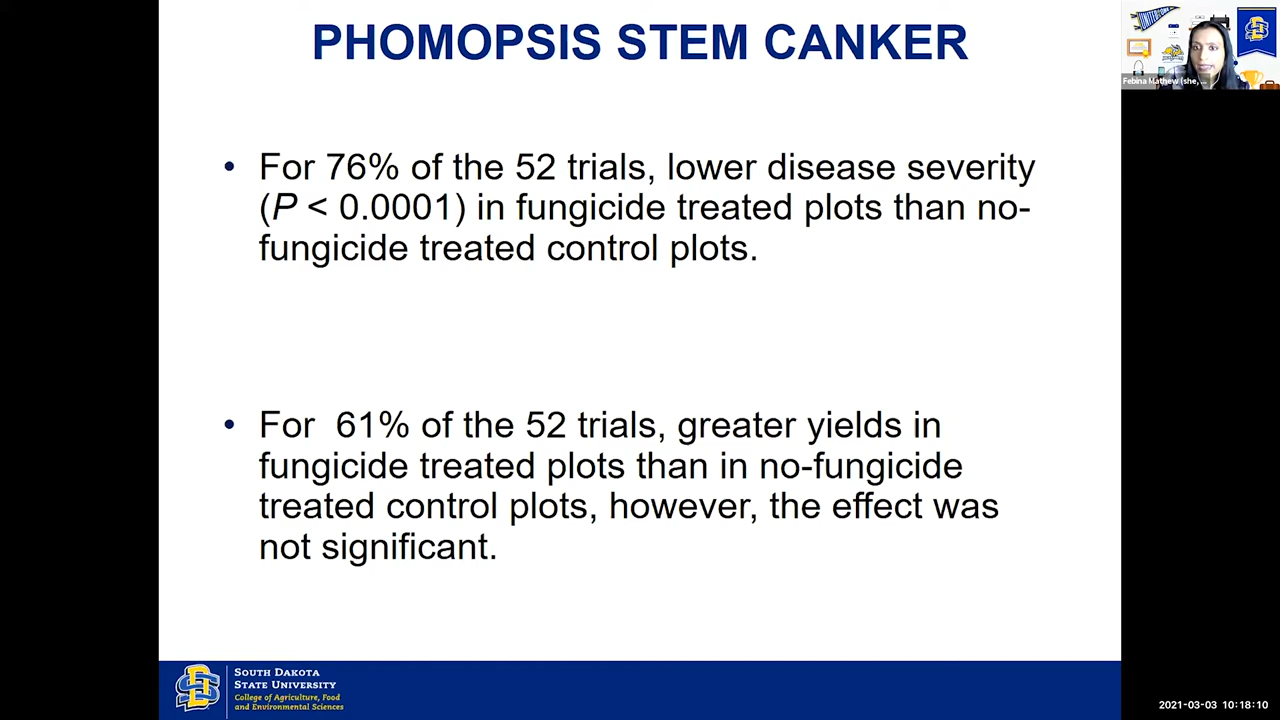 PHOMOPSIS STEM CANKER
• For 76% of the 52 trials, lower disease severity
(P < 0.0001) in fungicide treated plots than no-
fungicide treated control plots.
• For 61% of the 52 trials, greater yields in
fungicide treated plots than in no-fungicide
treated control plots, however, the effect was
not significant.
SOUTH DAKOTA
STATE UNIVERSITY
College of Agriculture, Food
and Environmental Sciences
Febina Mathew (she, ...
2021-03-03 10:18:10